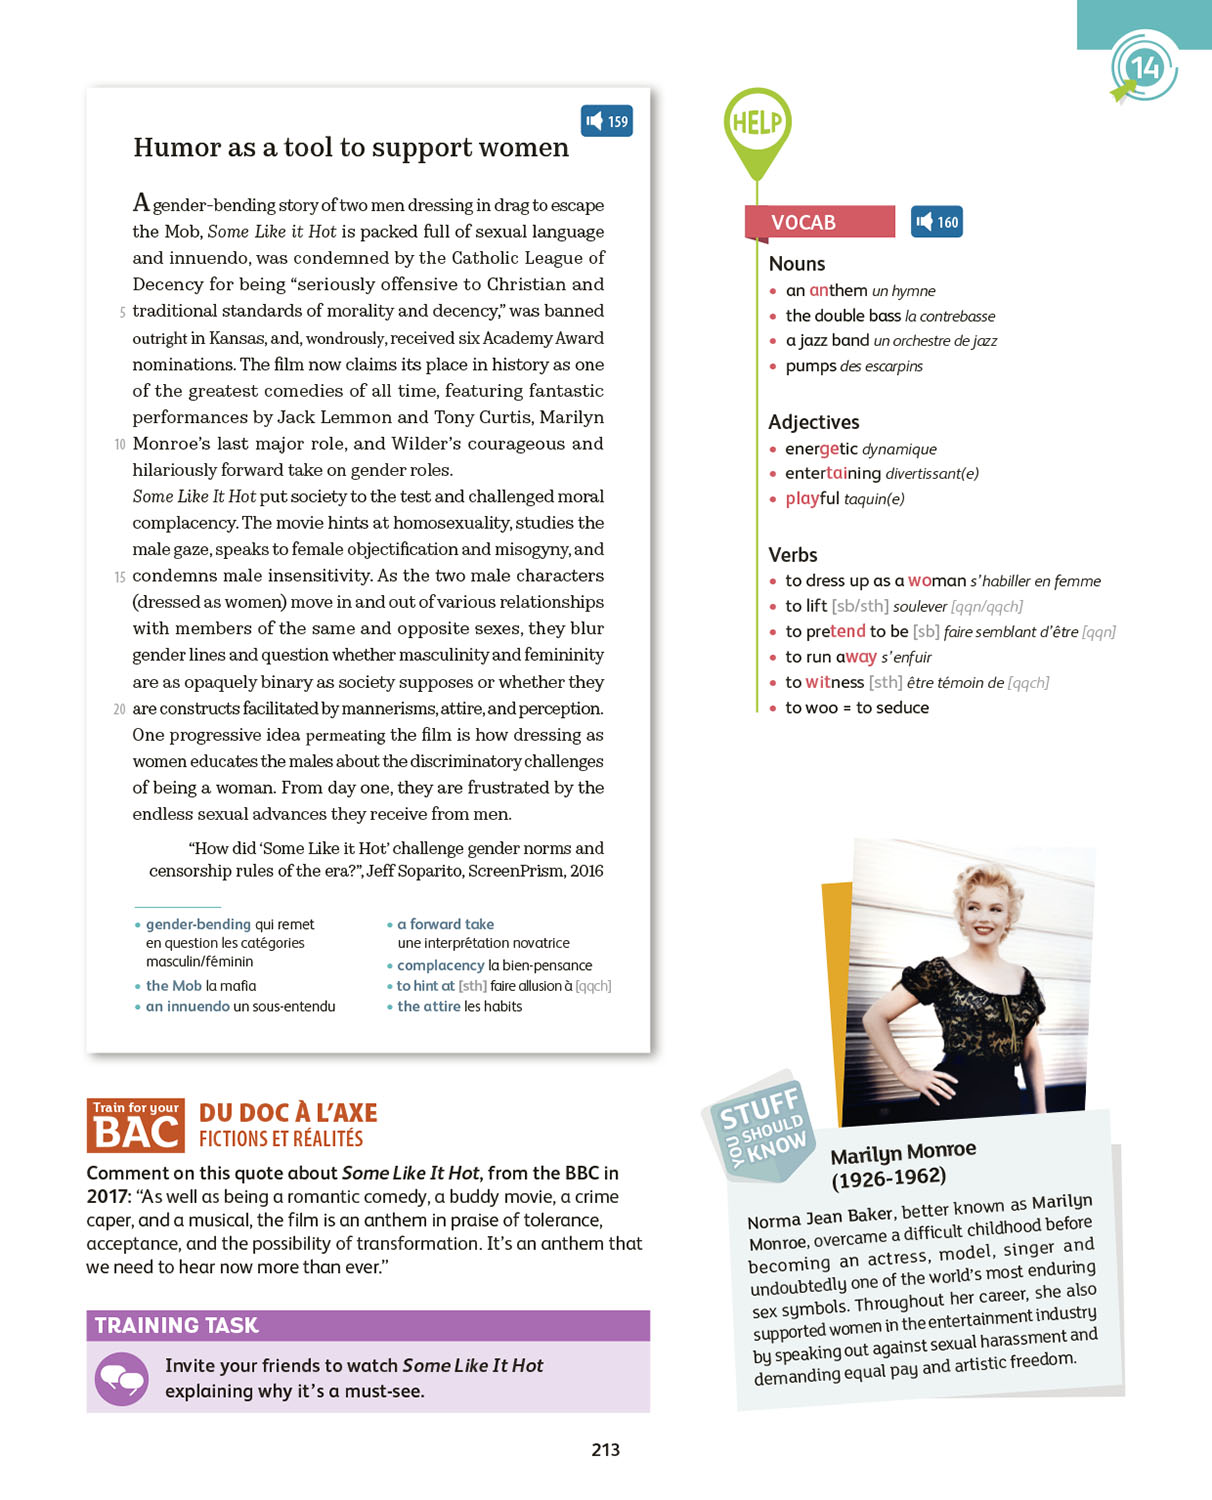 14
159
Humor as a tool to support women
A gender-bending story of two men dressing in drag to escape
the Mob, Some Like it Hot is packed full of sexual language
and innuendo, was condemned by the Catholic League of
Decency for being “seriously offensive to Christian and
5 traditional standards of morality and decency,” was banned
outright in Kansas, and, wondrously, received six Academy Award
nominations. The film now claims its place in history as one
of the greatest comedies of all time, featuring fantastic
performances by Jack Lemmon and Tony Curtis, Marilyn
10 Monroe’s last major role, and Wilder’s courageous and
hilariously forward take on gender roles.
Some Like It Hot put society to the test and challenged moral
complacency. The movie hints at homosexuality, studies the
male gaze, speaks to female objectification and misogyny, and
15 condemns male insensitivity. As the two male characters
(dressed as women) move in and out of various relationships
with members of the same and opposite sexes, they blur
gender lines and question whether masculinity and femininity
are as opaquely binary as society supposes or whether they
20 are constructs facilitated by mannerisms, attire, and perception.
One progressive idea permeating the film is how dressing as
women educates the males about the discriminatory challenges
of being a woman. From day one, they are frustrated by the
endless sexual advances they receive from men.
“How did ‘Some Like it Hot’ challenge gender norms and
censorship rules of the era?”, Jeff Soparito, ScreenPrism, 2016
• gender-bending qui remet
en question les catégories
masculin/féminin
• the Mob la mafia
• an innuendo un sous-entendu
• a forward take
une interprétation novatrice
• complacency la bien-pensance
• to hint at [sth] faire allusion à [qqch]
• the attire les habits
Train for your
BAC
DU DOC À L’AXE
FICTIONS ET RÉALITÉS
Comment on this quote about Some Like It Hot, from the BBC in
2017: “As well as being a romantic comedy, a buddy movie, a crime
caper, and a musical, the film is an anthem in praise of tolerance,
acceptance, and the possibility of transformation. It’s an anthem that
we need to hear now more than ever.”
TRAINING TASK
Invite your friends to watch Some Like It Hot
explaining why it’s a must-see.
HELP
VOCAB
160
Nouns
• an anthem un hymne
• the double bass la contrebasse
• a jazz band un orchestre de jazz
• pumps des escarpins
Adjectives
• energetic dynamique
• entertaining divertissant(e)
• playful taquin(e)
Verbs
• to dress up as a woman s’habiller en femme
• to lift [sb/sth] soulever [qqn/qqch]
• to pretend to be [sb] faire semblant d’être [qqn]
• to run away s’enfuir
• to witness [sth] être témoin de [qqch]
• to woo = to seduce
STUFF
YOU SHOULD
KNOW
Marilyn Monroe
(1926-1962)
Norma Jean Baker, better known as Marilyn
Monroe, overcame a difficult childhood before
becoming an actress, model, singer and
undoubtedly one of the world’s most enduring
sex symbols. Throughout her career, she also
supported women in the entertainment industry
by speaking out against sexual harassment and
demanding equal pay and artistic freedom.
213